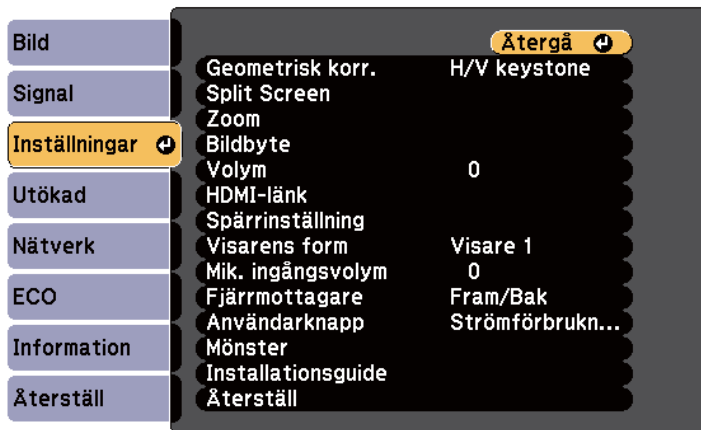 Bild
Signal
Inställningar
Utökad
Nätverk
ECO
Information
Återställ
Återgå
Geometrisk korr. H/V keystone
Split Screen
Zoom
Bildbyte
Volym 0
HDMI-länk
Spärrinställning
Visarens form Visare 1
Mik. ingångsvolym 0
Fjärrmottagare Fram/Bak
Användarknapp Strömförbrukn...
Mönster
Installationsguide
Återställ